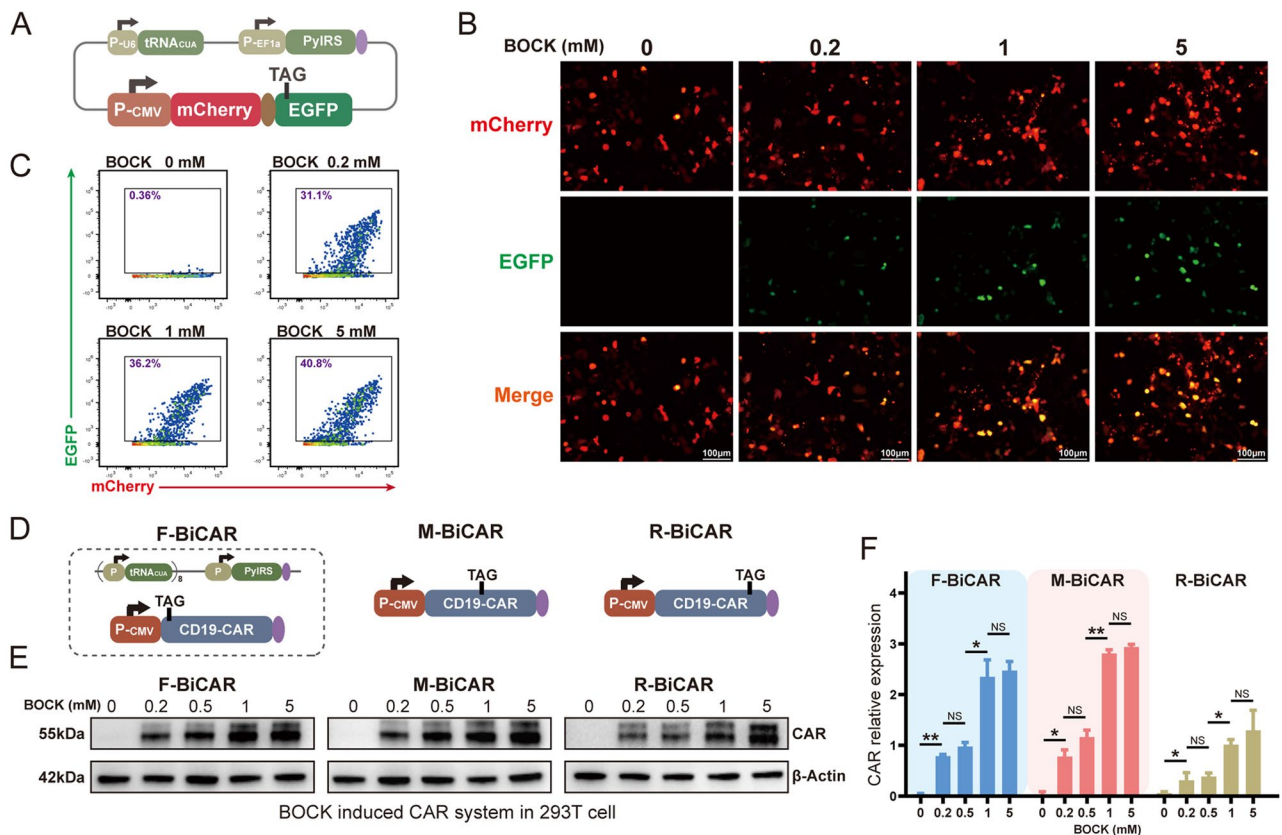 A
P-U6 tRNACUA P-EF1a PylRS
TAG
P-CMV mCherry EGFP
B
BOCK (mM) 0 0.2 1 5
mCherry
EGFP
Merge
100μm 100μm 100μm 100μm
C
BOCK 0 mM BOCK 0.2 mM
0.36% 31.1%
BOCK 1 mM BOCK 5 mM
36.2% 40.8%
EGFP
mCherry
D
F-BiCAR M-BiCAR R-BiCAR
P tRNACUA 8 P PylRS
TAG TAG TAG
P-CMV CD19-CAR P-CMV CD19-CAR P-CMV CD19-CAR
E
F-BiCAR M-BiCAR R-BiCAR
BOCK (mM) 0 0.2 0.5 1 5 0 0.2 0.5 1 5 0 0.2 0.5 1 5
55kDa CAR
42kDa β-Actin
BOCK induced CAR system in 293T cell
F
F-BiCAR M-BiCAR R-BiCAR
CAR relative expression
4
3
2
1
0
** NS * NS
* NS ** NS
* NS * NS
0 0.2 0.5 1 5 0 0.2 0.5 1 5 0 0.2 0.5 1 5
BOCK (mM)